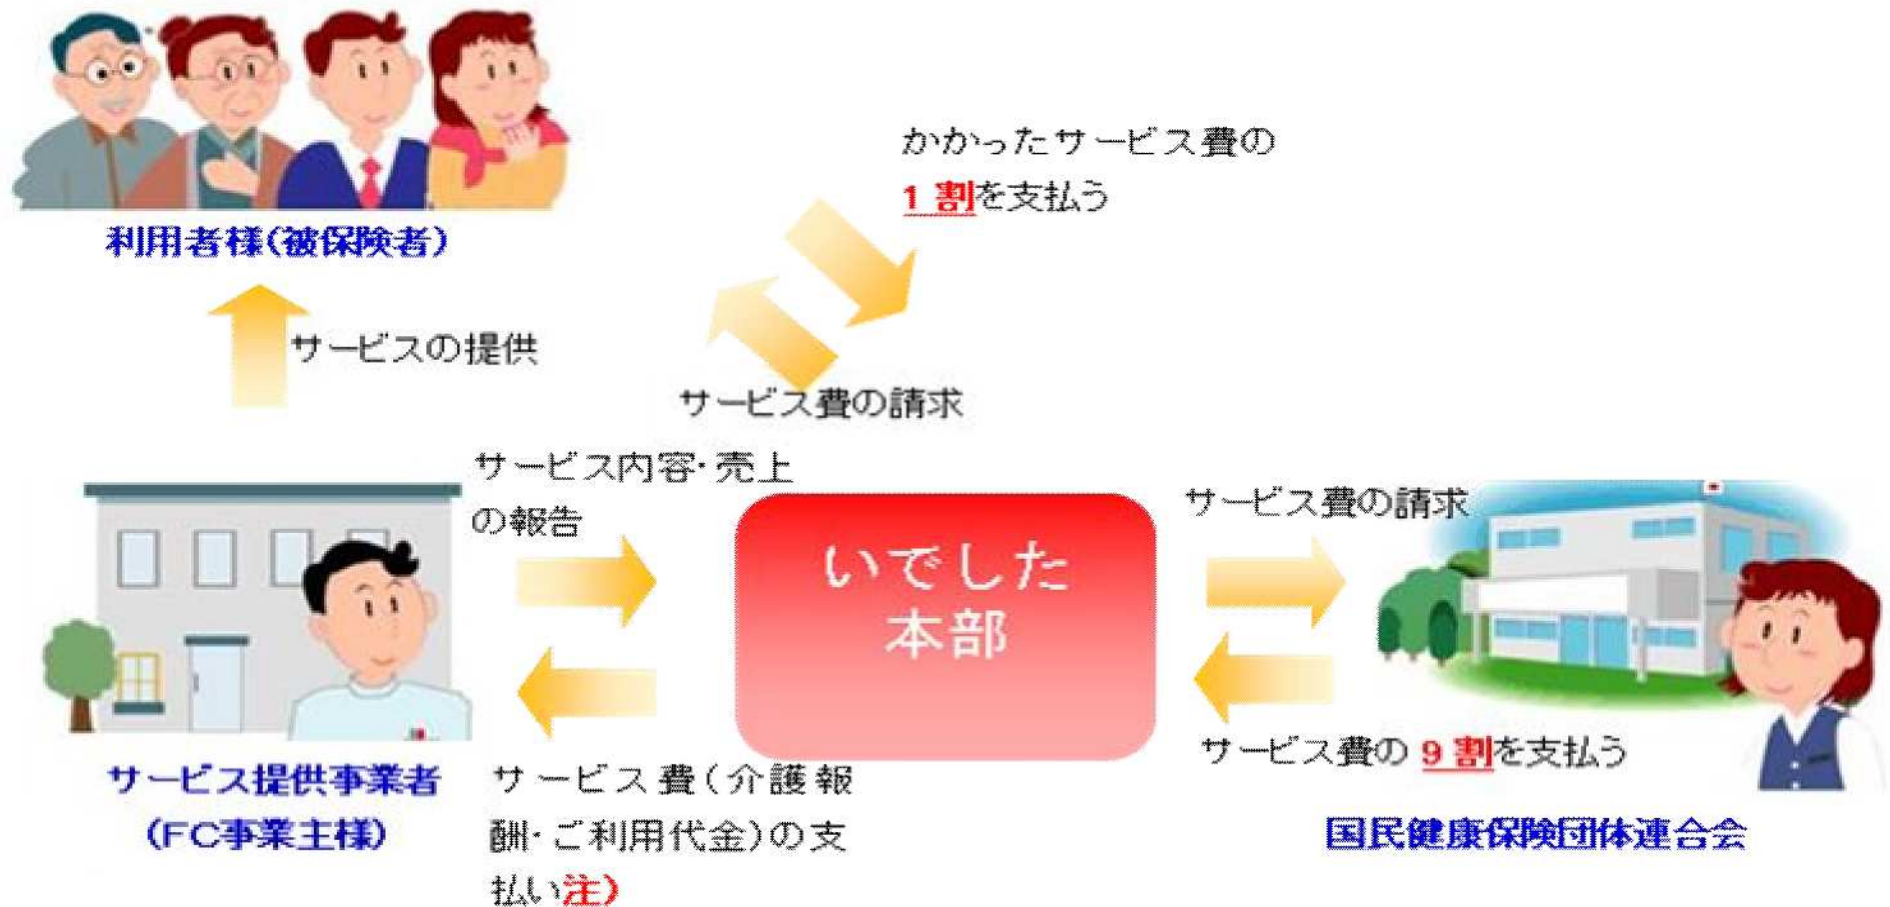 利用者様(被保険者)
かかったサービス費の
1 割を支払う
サービスの提供
サービス費の請求
サービス内容・売上
の報告
いでした
本部
サービス費の請求
サービス費の 9 割を支払う
サービス提供事業者
(FC事業主様)
サービス費(介護報
酬・ご利用代金)の支
払い注)
国民健康保険団体連合会